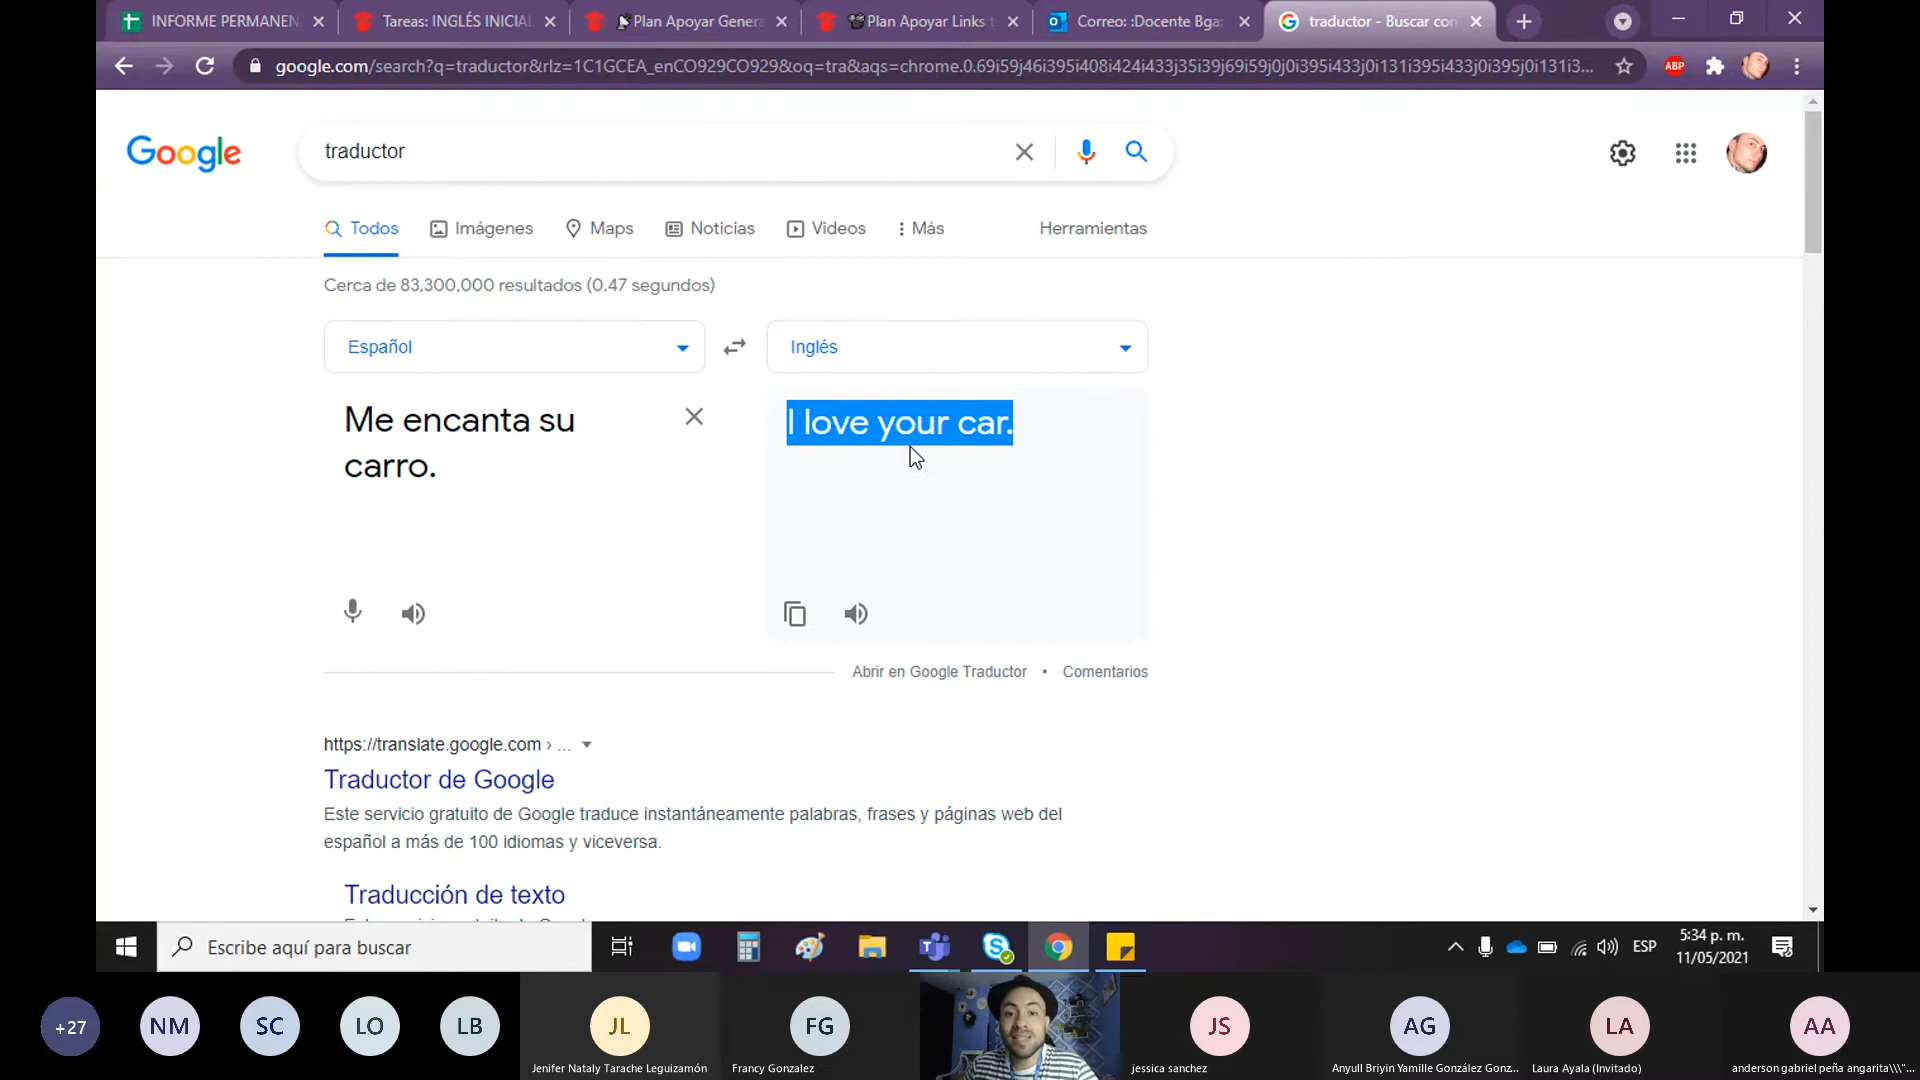 INFORME PERMANEN
Tareas: INGLÉS INICIAL
Plan Apoyar Genera
Plan Apoyar Links t
Correo: :Docente Bga:
traductor - Buscar con
google.com/search?q=traductor&rlz=1C1GCEA_enCO929CO929&oq=tra&aqs=chrome.0.69i59j46i395i408i424i433j35i39j69i59j0j0i395i433j0i131i395i433j0i395j0i131i3...
ABP
Google
traductor
Todos
Imágenes
Maps
Noticias
Videos
Más
Herramientas
Cerca de 83,300,000 resultados (0.47 segundos)
Español
Inglés
Me encanta su
carro.
I love your car.
Abrir en Google Traductor • Comentarios
https://translate.google.com › ...
Traductor de Google
Este servicio gratuito de Google traduce instantáneamente palabras, frases y páginas web del
español a más de 100 idiomas y viceversa.
Traducción de texto
Escribe aquí para buscar
ESP
5:34 p. m.
11/05/2021
+27
NM
SC
LO
LB
JL
Jenifer Nataly Tarache Leguizamón
FG
Francy Gonzalez
JS
jessica sanchez
AG
Anyull Briyin Yamille González Gonz...
LA
Laura Ayala (Invitado)
AA
anderson gabriel peña angarita\\\"...